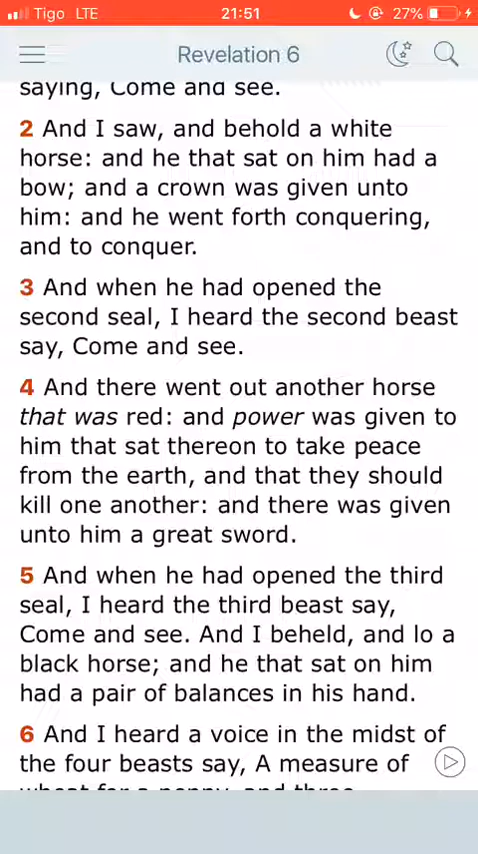 Tigo LTE 21:51 27%
Revelation 6
saying, Come and see.
2 And I saw, and behold a white
horse: and he that sat on him had a
bow; and a crown was given unto
him: and he went forth conquering,
and to conquer.
3 And when he had opened the
second seal, I heard the second beast
say, Come and see.
4 And there went out another horse
that was red: and power was given to
him that sat thereon to take peace
from the earth, and that they should
kill one another: and there was given
unto him a great sword.
5 And when he had opened the third
seal, I heard the third beast say,
Come and see. And I beheld, and lo a
black horse; and he that sat on him
had a pair of balances in his hand.
6 And I heard a voice in the midst of
the four beasts say, A measure of
wheat for a penny, and three